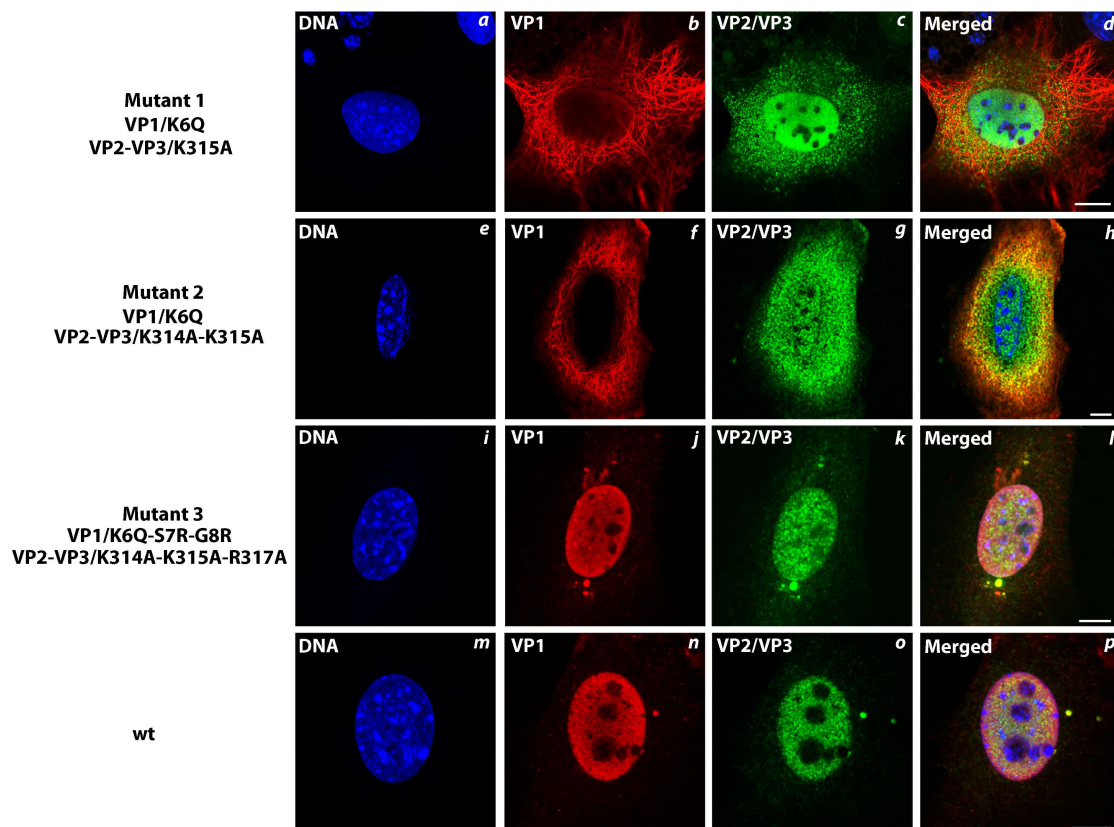 DNA a VP1 b VP2/VP3 c Merged d
Mutant 1
VP1/K6Q
VP2-VP3/K315A
DNA e VP1 f VP2/VP3 g Merged h
Mutant 2
VP1/K6Q
VP2-VP3/K314A-K315A
DNA i VP1 j VP2/VP3 k Merged l
Mutant 3
VP1/K6Q-S7R-G8R
VP2-VP3/K314A-K315A-R317A
DNA m VP1 n VP2/VP3 o Merged p
wt